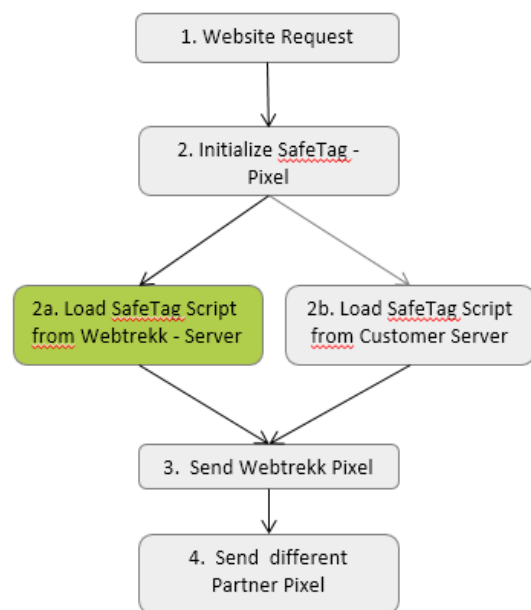 1. Website Request
2. Initialize SafeTag -
Pixel
2a. Load SafeTag Script
from Webtrekk - Server
2b. Load SafeTag Script
from Customer Server
3.  Send Webtrekk Pixel
4.  Send  different
Partner Pixel